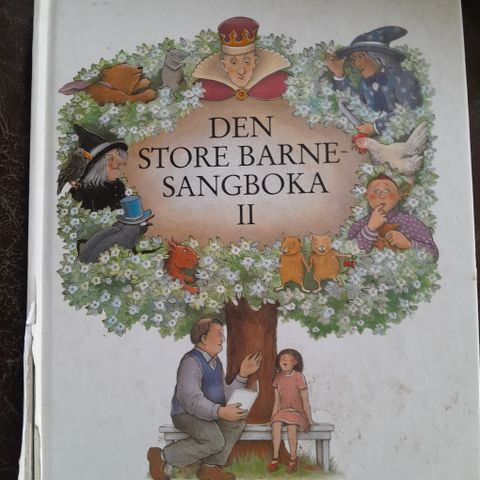 DEN
STORE BARNE-
SANGBOKA
II